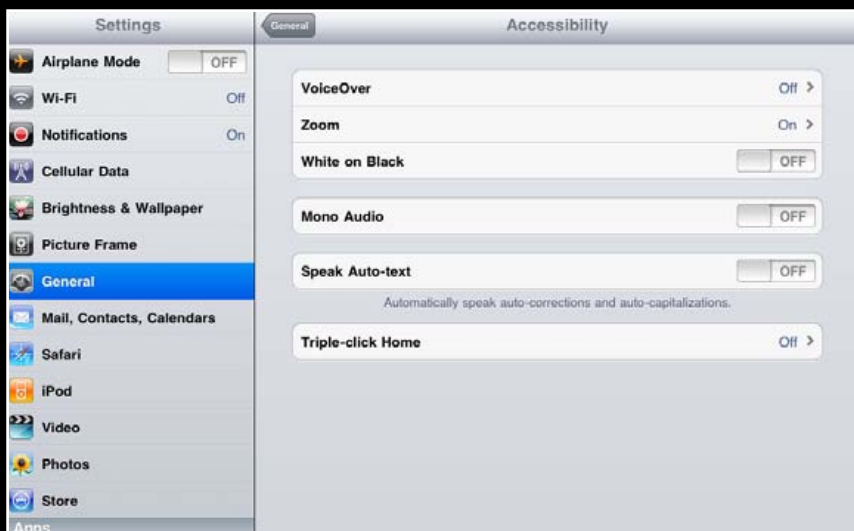 Settings
Airplane Mode OFF
Wi-Fi Off
Notifications On
Cellular Data
Brightness & Wallpaper
Picture Frame
General
Mail, Contacts, Calendars
Safari
iPod
Video
Photos
Store
Apps
General Accessibility
VoiceOver Off
Zoom On
White on Black OFF
Mono Audio OFF
Speak Auto-text OFF
Automatically speak auto-corrections and auto-capitalizations.
Triple-click Home Off